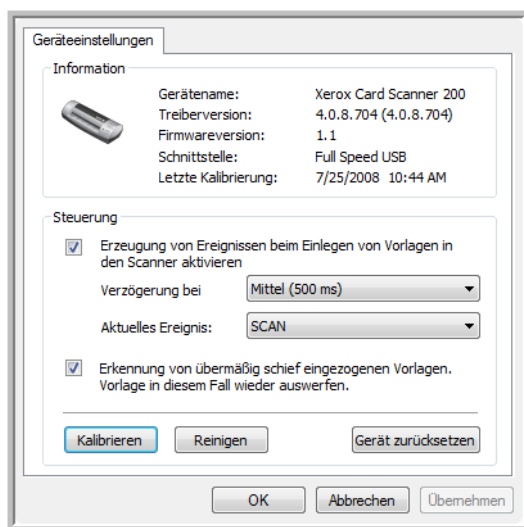 Geräteeinstellungen
Information
Gerätename: Xerox Card Scanner 200
Treiberversion: 4.0.8.704 (4.0.8.704)
Firmwareversion: 1.1
Schnittstelle: Full Speed USB
Letzte Kalibrierung: 7/25/2008 10:44 AM
Steuerung
Erzeugung von Ereignissen beim Einlegen von Vorlagen in
den Scanner aktivieren
Verzögerung bei Mittel (500 ms)
Aktuelles Ereignis: SCAN
Erkennung von übermäßig schief eingezogenen Vorlagen.
Vorlage in diesem Fall wieder auswerfen.
Kalibrieren Reinigen Gerät zurücksetzen
OK Abbrechen Übernehmen